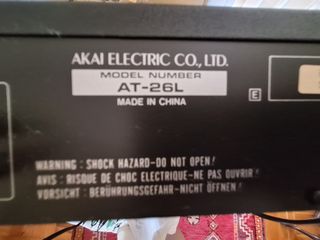 AKAI ELECTRIC CO., LTD.
MODEL NUMBER
AT-26L
MADE IN CHINA
E
WARNING : SHOCK HAZARD-DO NOT OPEN!
AVIS : RISQUE DE CHOC ELECTRIQUE-NE PAS OUVRIR!
VORSICHT : BERÜHRUNGSGEFAHR-NICHT ÖFFNEN!